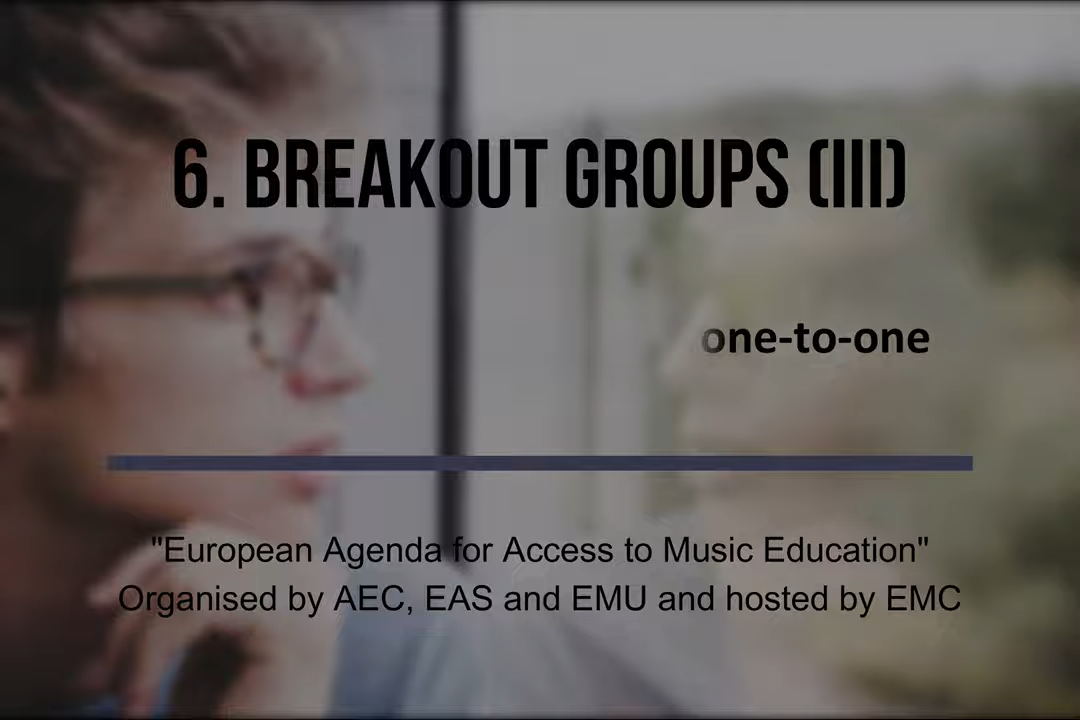 6. BREAKOUT GROUPS (III)
one-to-one
"European Agenda for Access to Music Education"
Organised by AEC, EAS and EMU and hosted by EMC